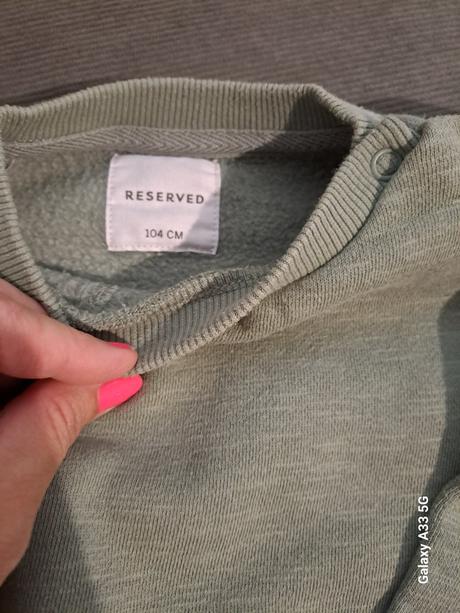 RESERVED
104 CM
Galaxy A33 5G